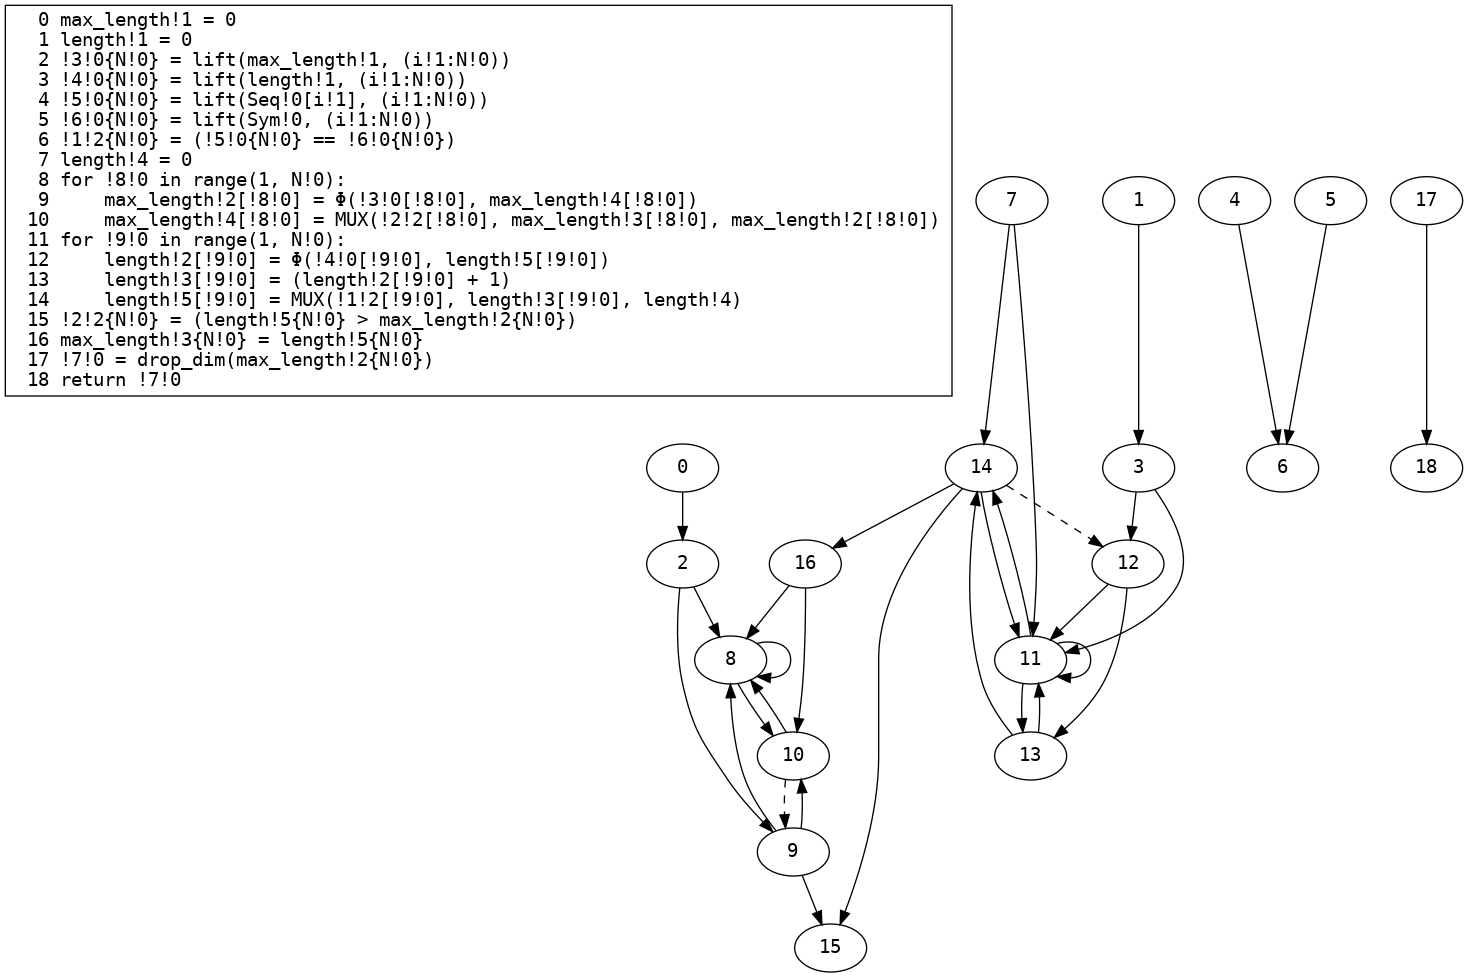 0 max_length!1 = 0
1 length!1 = 0
2 !3!0{N!0} = lift(max_length!1, (i!1:N!0))
3 !4!0{N!0} = lift(length!1, (i!1:N!0))
4 !5!0{N!0} = lift(Seq!0[i!1], (i!1:N!0))
5 !6!0{N!0} = lift(Sym!0, (i!1:N!0))
6 !1!2{N!0} = (!5!0{N!0} == !6!0{N!0})
7 length!4 = 0
8 for !8!0 in range(1, N!0):
9     max_length!2[!8!0] = Φ(!3!0[!8!0], max_length!4[!8!0])
10     max_length!4[!8!0] = MUX(!2!2[!8!0], max_length!3[!8!0], max_length!2[!8!0])
11 for !9!0 in range(1, N!0):
12     length!2[!9!0] = Φ(!4!0[!9!0], length!5[!9!0])
13     length!3[!9!0] = (length!2[!9!0] + 1)
14     length!5[!9!0] = MUX(!1!2[!9!0], length!3[!9!0], length!4)
15 !2!2{N!0} = (length!5{N!0} > max_length!2{N!0})
16 max_length!3{N!0} = length!5{N!0}
17 !7!0 = drop_dim(max_length!2{N!0})
18 return !7!0
7 1 4 5 17
0 14 3 6 18
2 16 12
8 11
10 13
9
15